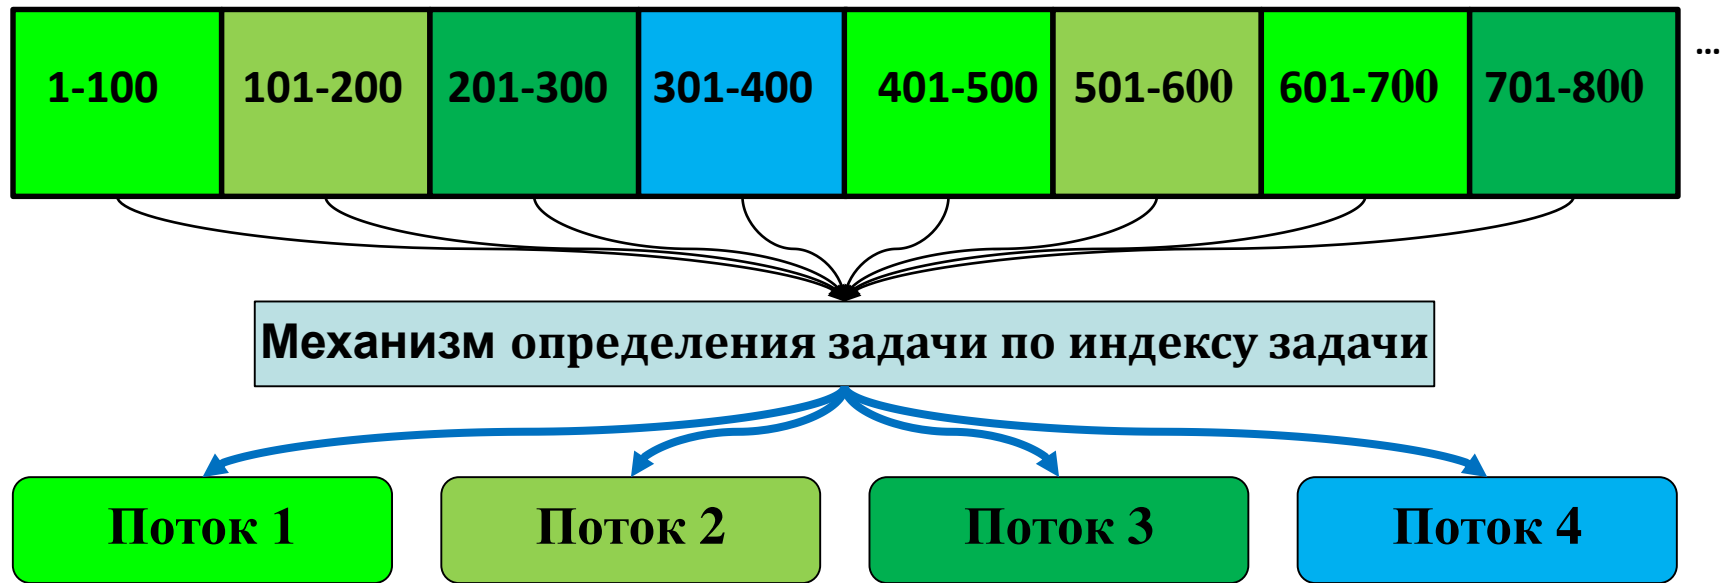 1-100 101-200 201-300 301-400 401-500 501-600 601-700 701-800 ...
Механизм определения задачи по индексу задачи
Поток 1 Поток 2 Поток 3 Поток 4